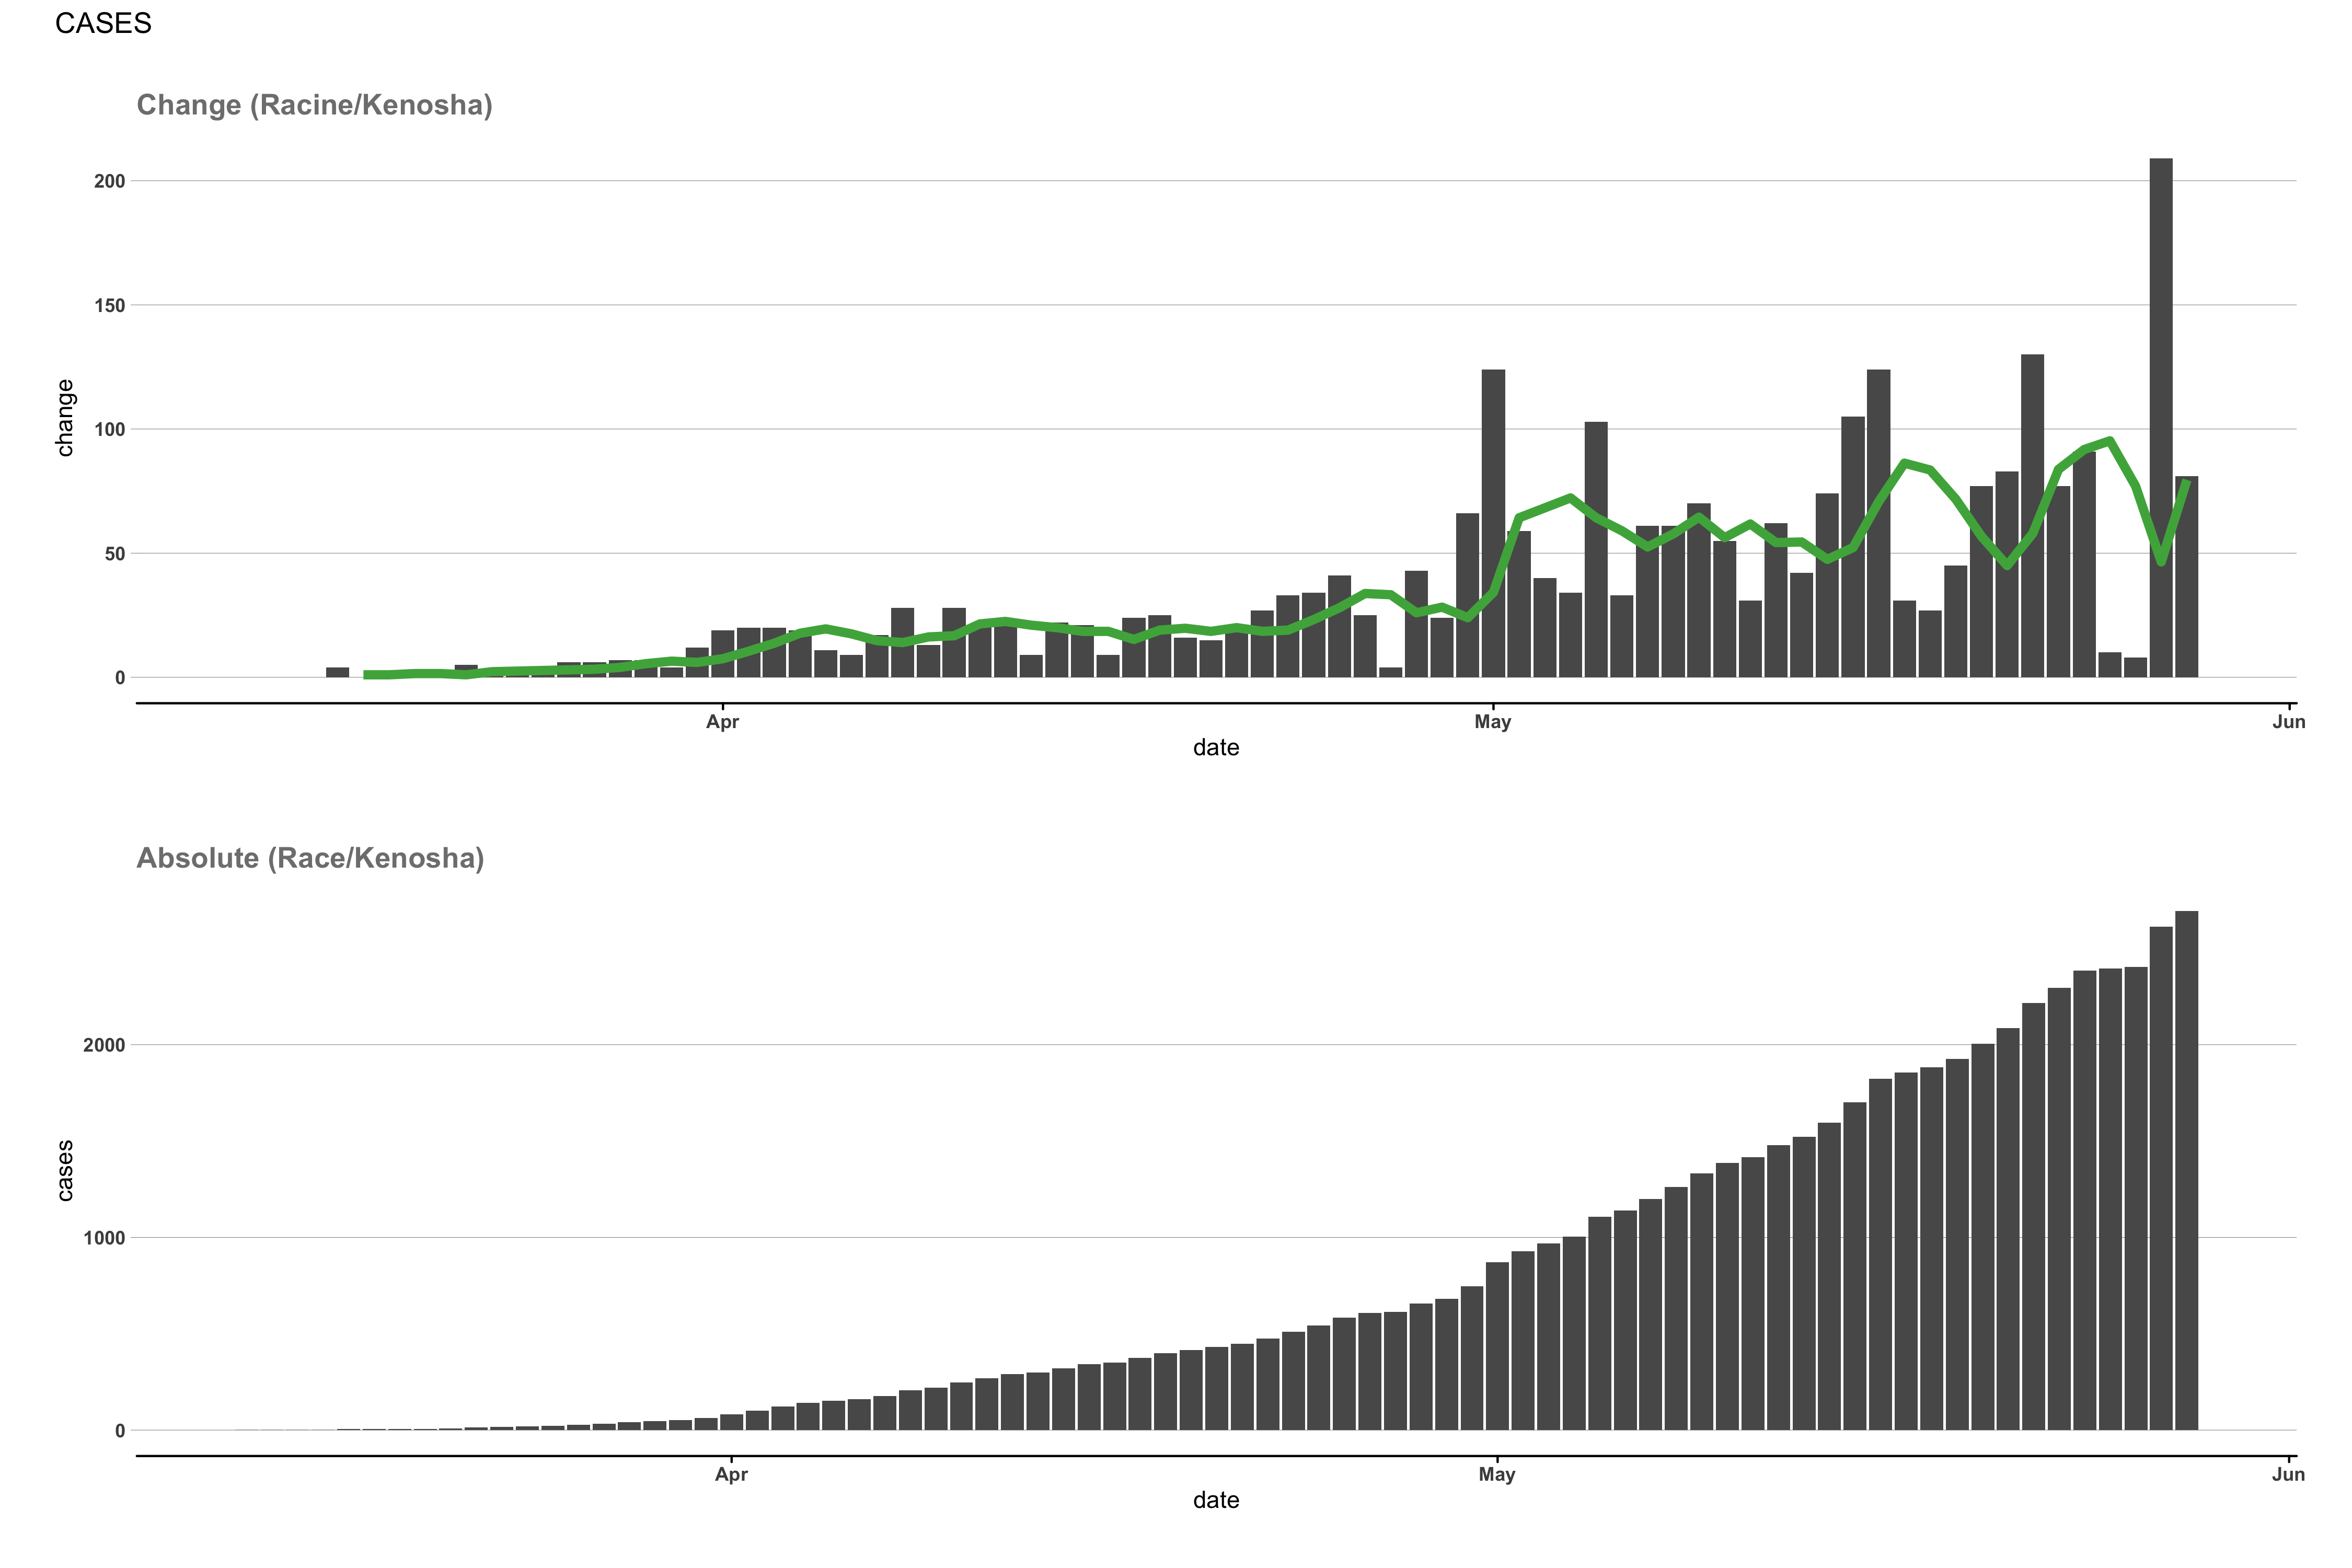 CASES
Change (Racine/Kenosha)
200
150
100
50
0
change
Apr May Jun
date
Absolute (Race/Kenosha)
2000
1000
0
cases
Apr May Jun
date